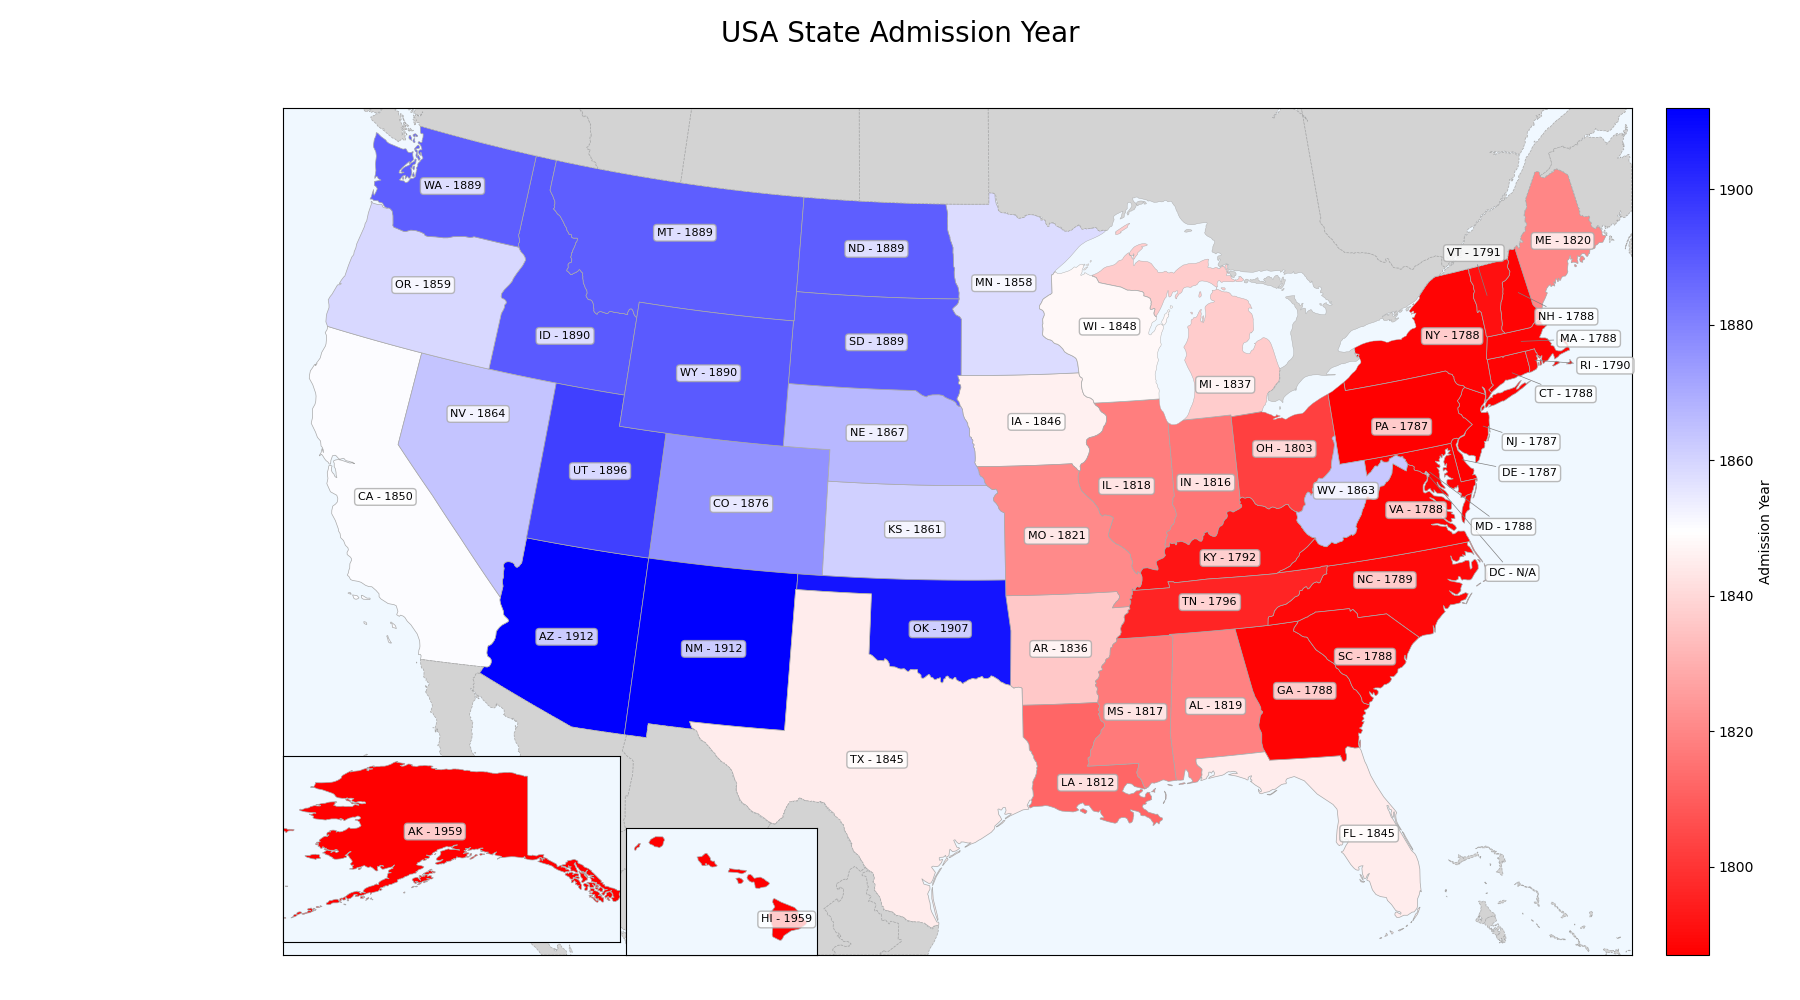 USA State Admission Year
WA - 1889
MT - 1889
ND - 1889
MN - 1858
VT - 1791
ME - 1820
OR - 1859
ID - 1890
SD - 1889
WI - 1848
NY - 1788
NH - 1788
MA - 1788
RI - 1790
CT - 1788
WY - 1890
MI - 1837
NV - 1864
NE - 1867
IA - 1846
PA - 1787
NJ - 1787
OH - 1803
DE - 1787
UT - 1896
CA - 1850
CO - 1876
IL - 1818
IN - 1816
WV - 1863
VA - 1788
MD - 1788
KS - 1861
MO - 1821
KY - 1792
DC - N/A
NC - 1789
TN - 1796
AZ - 1912
NM - 1912
OK - 1907
AR - 1836
SC - 1788
GA - 1788
MS - 1817
AL - 1819
TX - 1845
LA - 1812
FL - 1845
AK - 1959
HI - 1959
1900
1880
1860
1840
1820
1800
Admission Year